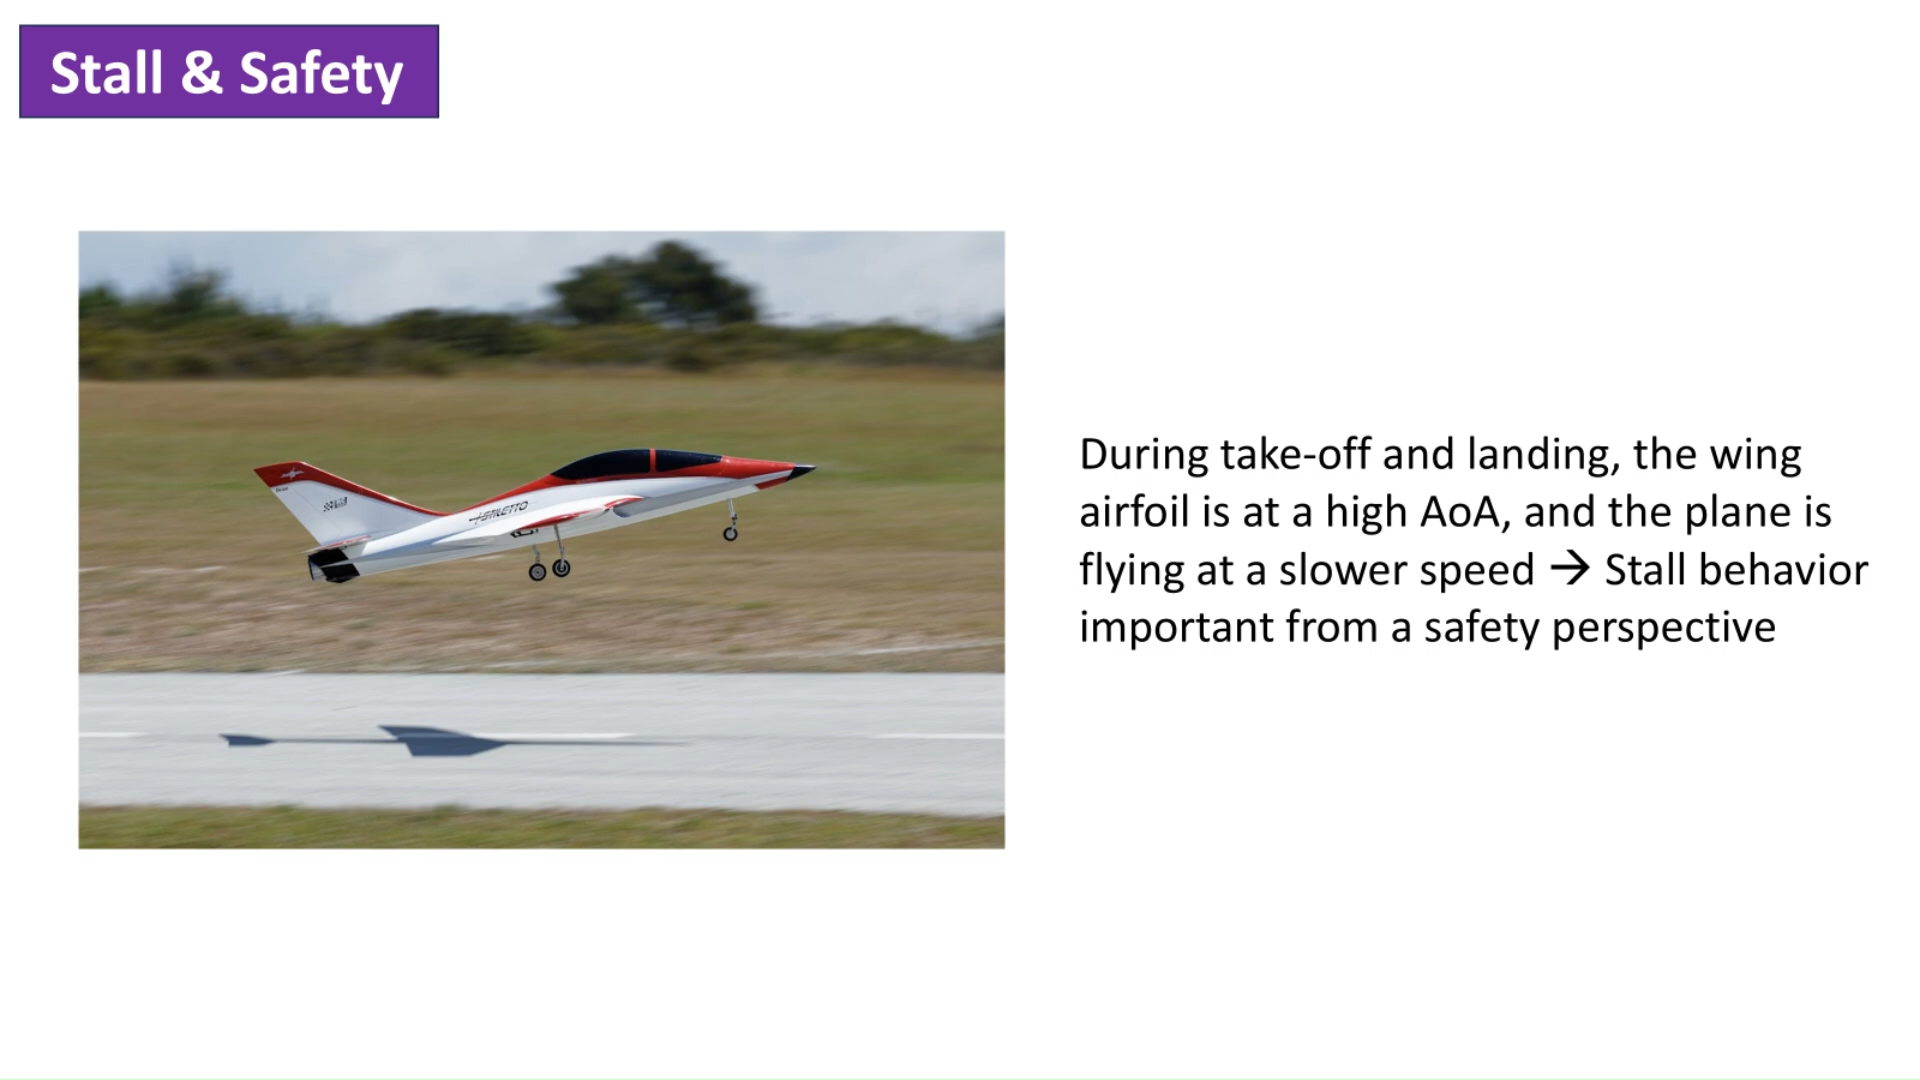 Stall & Safety
STILETTO
During take-off and landing, the wing
airfoil is at a high AoA, and the plane is
flying at a slower speed → Stall behavior
important from a safety perspective